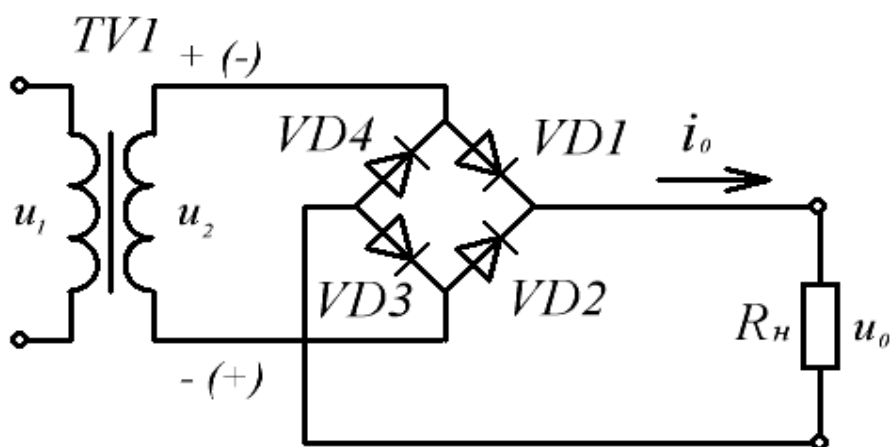 TV1
+ (-)
VD4
VD1
i₀
u₁
u₂
VD3
VD2
Rн
u₀
- (+)